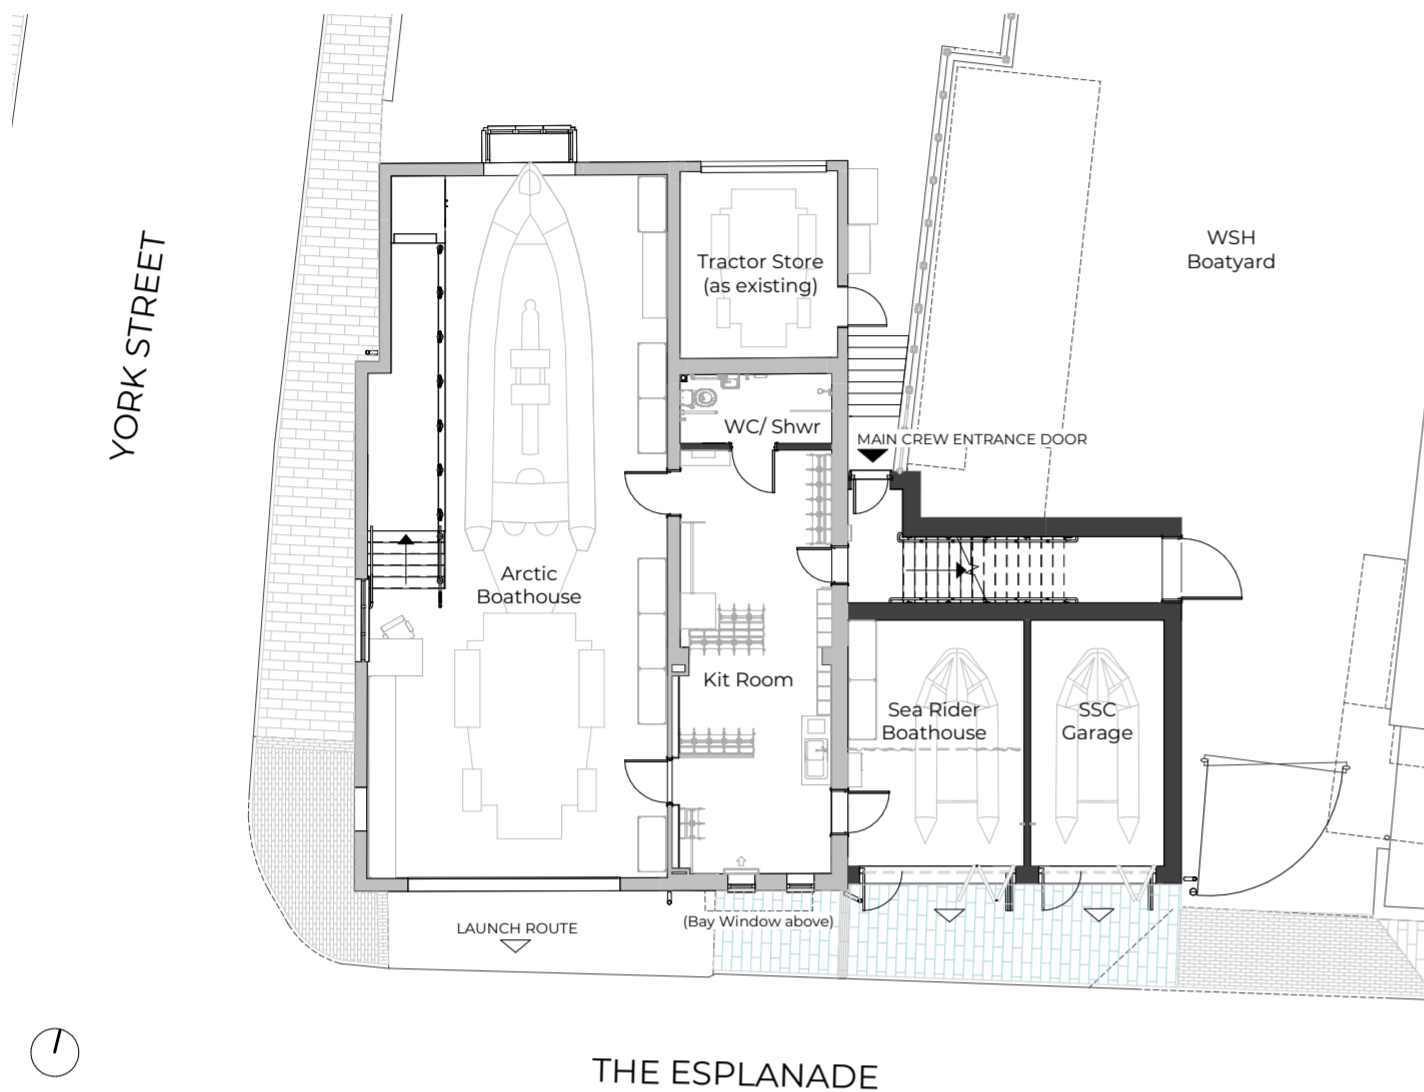 YORK STREET
WSH
Boatyard
Tractor Store
(as existing)
WC/ Shwr
MAIN CREW ENTRANCE DOOR
Arctic
Boathouse
Kit Room
Sea Rider
Boathouse
SSC
Garage
LAUNCH ROUTE
(Bay Window above)
THE ESPLANADE